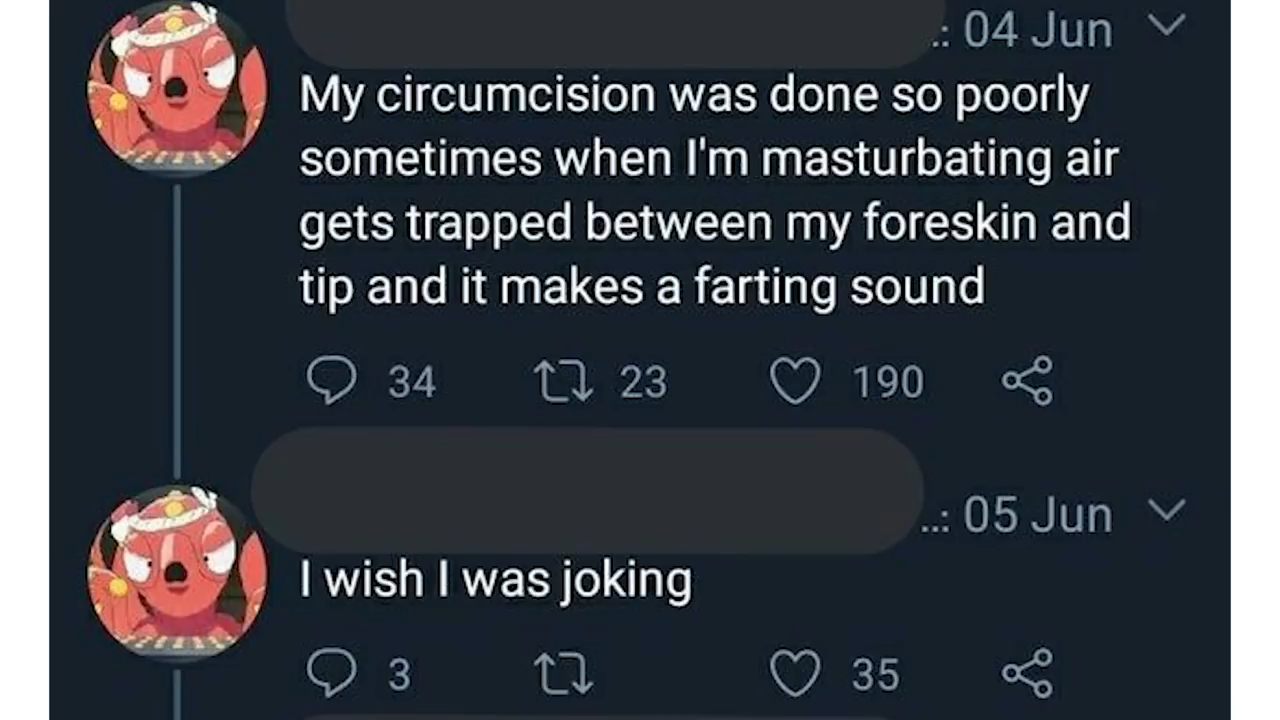 ..: 04 Jun
My circumcision was done so poorly
sometimes when I'm masturbating air
gets trapped between my foreskin and
tip and it makes a farting sound
34 23 190
..: 05 Jun
I wish I was joking
3 35